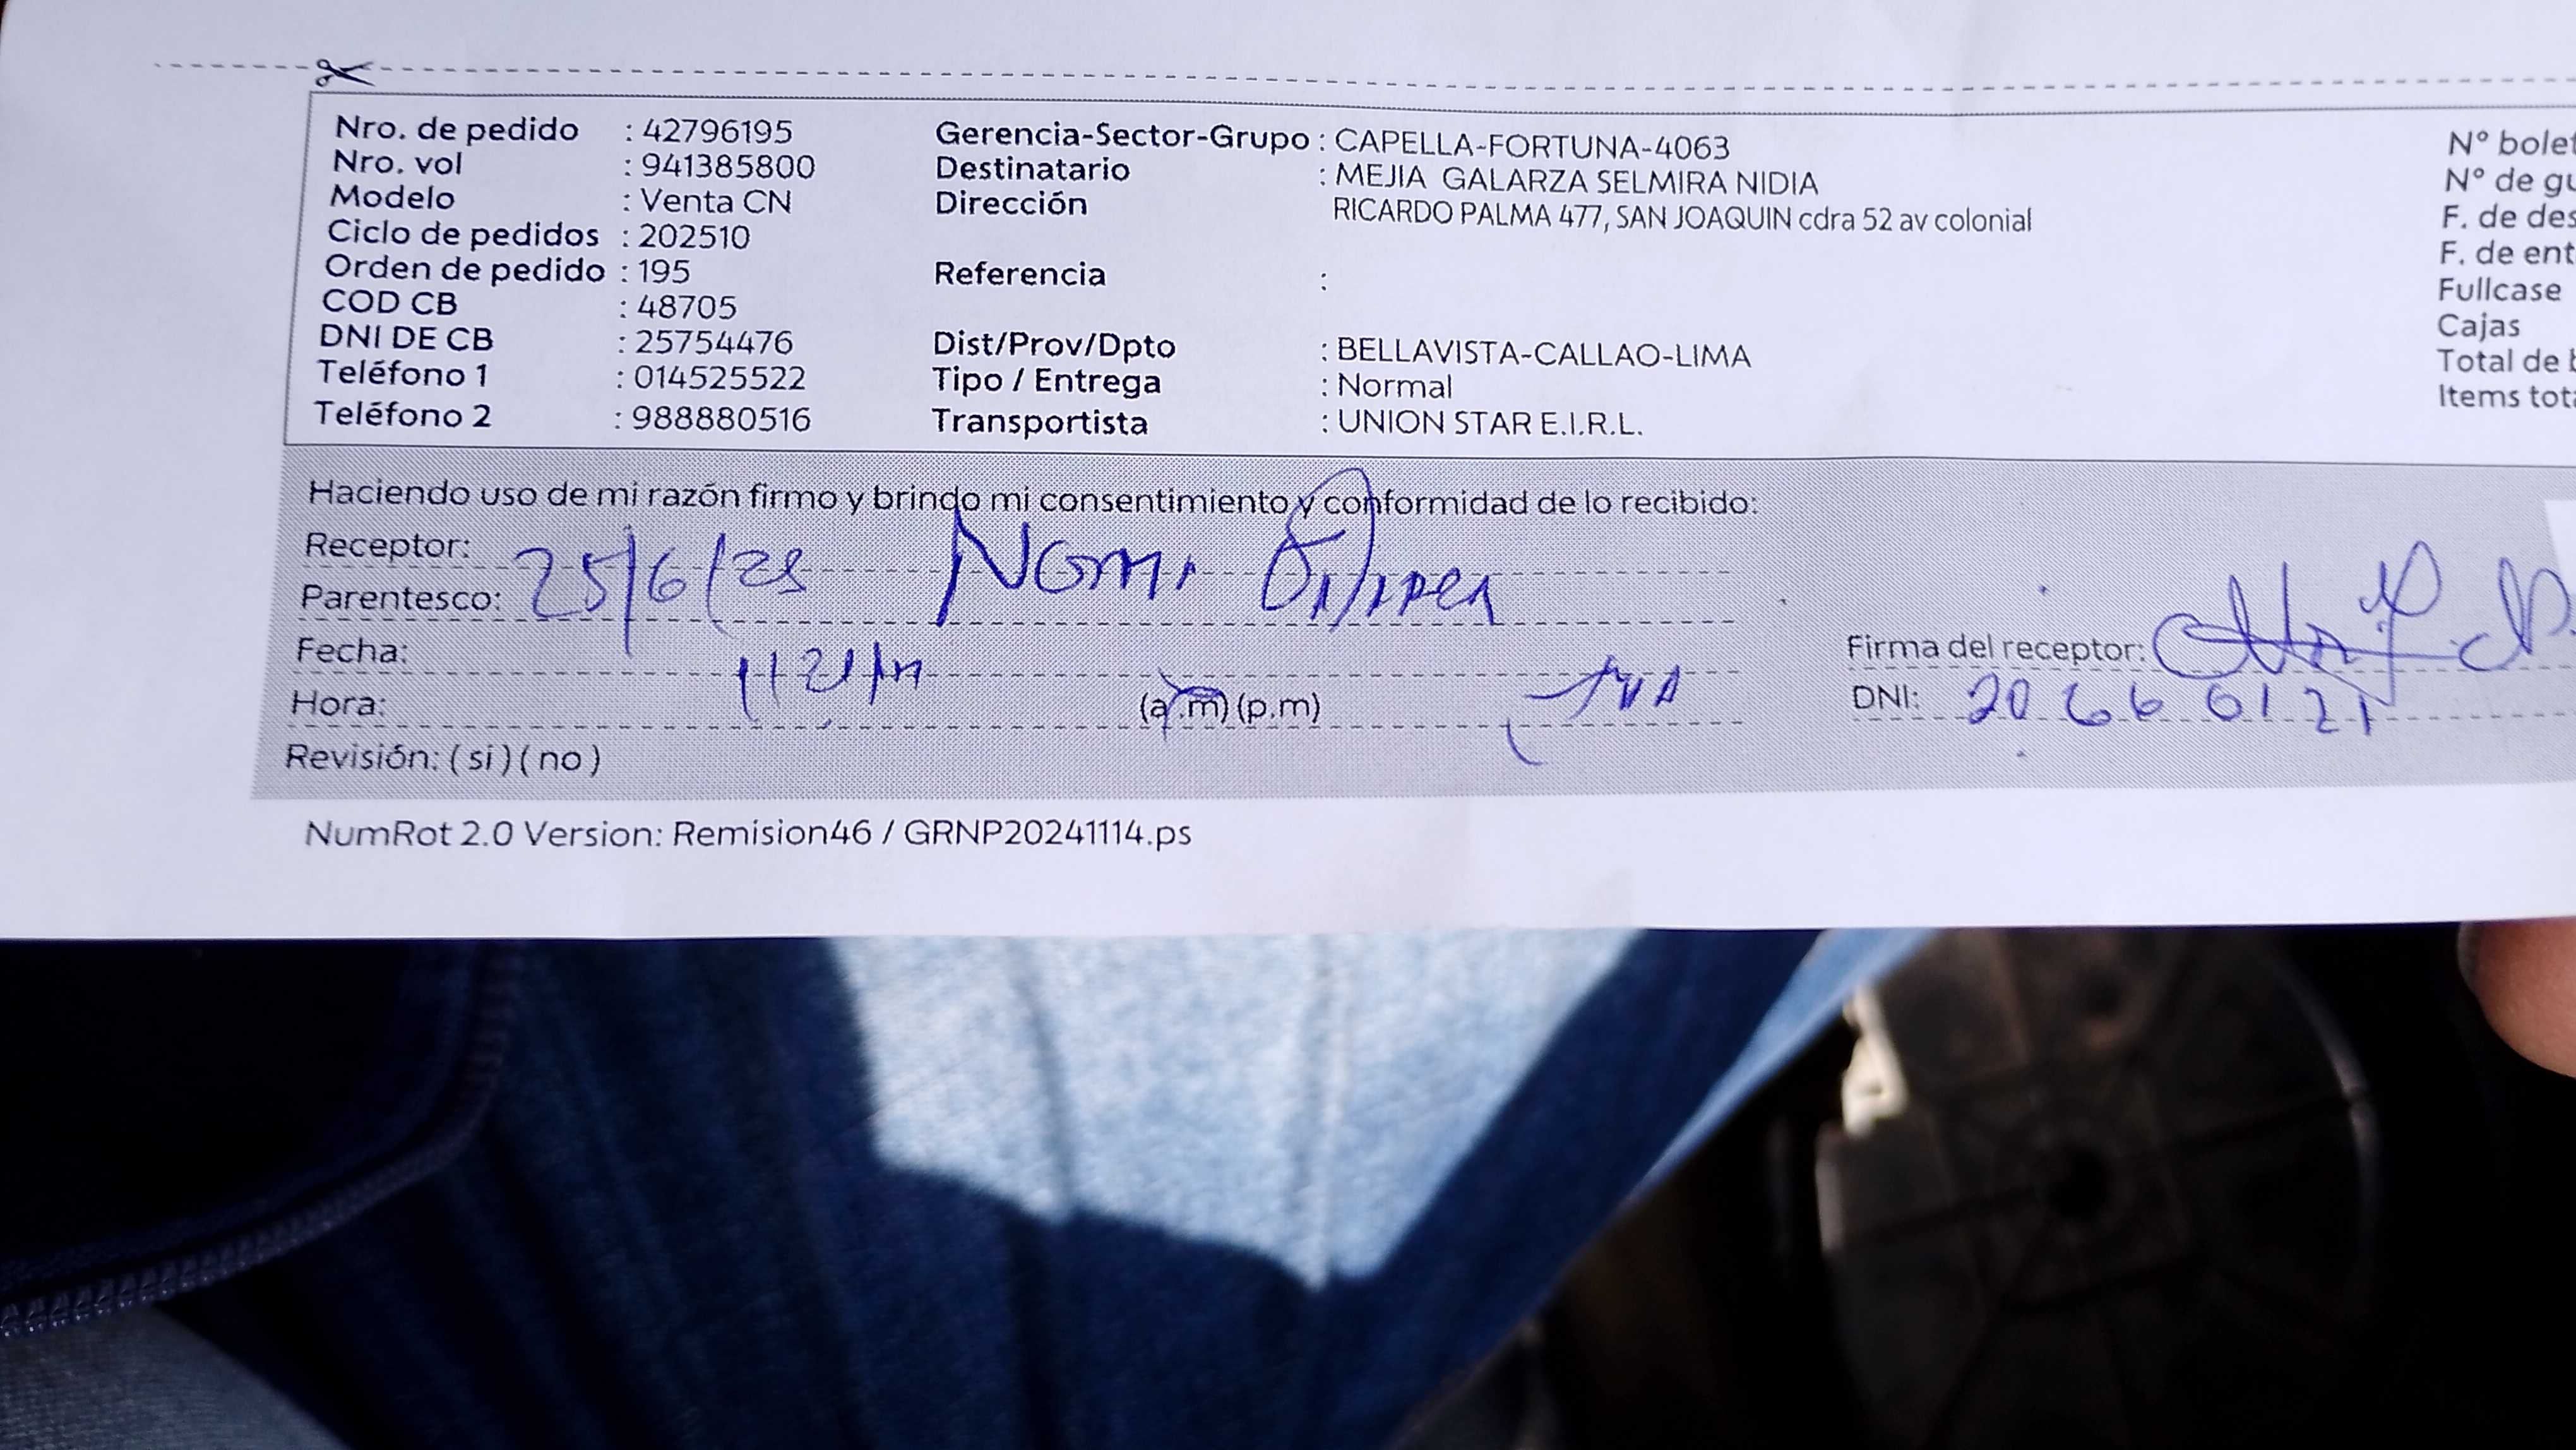 Nro. de pedido : 42796195
Nro. vol : 941385800
Modelo : Venta CN
Ciclo de pedidos : 202510
Orden de pedido : 195
COD CB : 48705
DNI DE CB : 25754476
Teléfono 1 : 014525522
Teléfono 2 : 988880516
Gerencia-Sector-Grupo : CAPELLA-FORTUNA-4063
Destinatario : MEJIA GALARZA SELMIRA NIDIA
Dirección RICARDO PALMA 477, SAN JOAQUIN cdra 52 av colonial
Referencia :
Dist/Prov/Dpto : BELLAVISTA-CALLAO-LIMA
Tipo / Entrega : Normal
Transportista : UNION STAR E.I.R.L.
Nº bolet
Nº de gu
F. de des
F. de ent
Fullcase
Cajas
Total de b
Items tota
Haciendo uso de mi razón firmo y brindo mi consentimiento y conformidad de lo recibido:
Receptor:
Parentesco: 25/6/25
Fecha:
Hora: (a.m) (p.m)
Revisión: ( si ) ( no )
Firma del receptor:
DNI: 20660121
NumRot 2.0 Version: Remision46 / GRNP20241114.ps